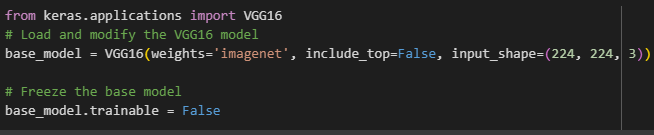 from keras.applications import VGG16
# Load and modify the VGG16 model
base_model = VGG16(weights='imagenet', include_top=False, input_shape=(224, 224, 3))
# Freeze the base model
base_model.trainable = False